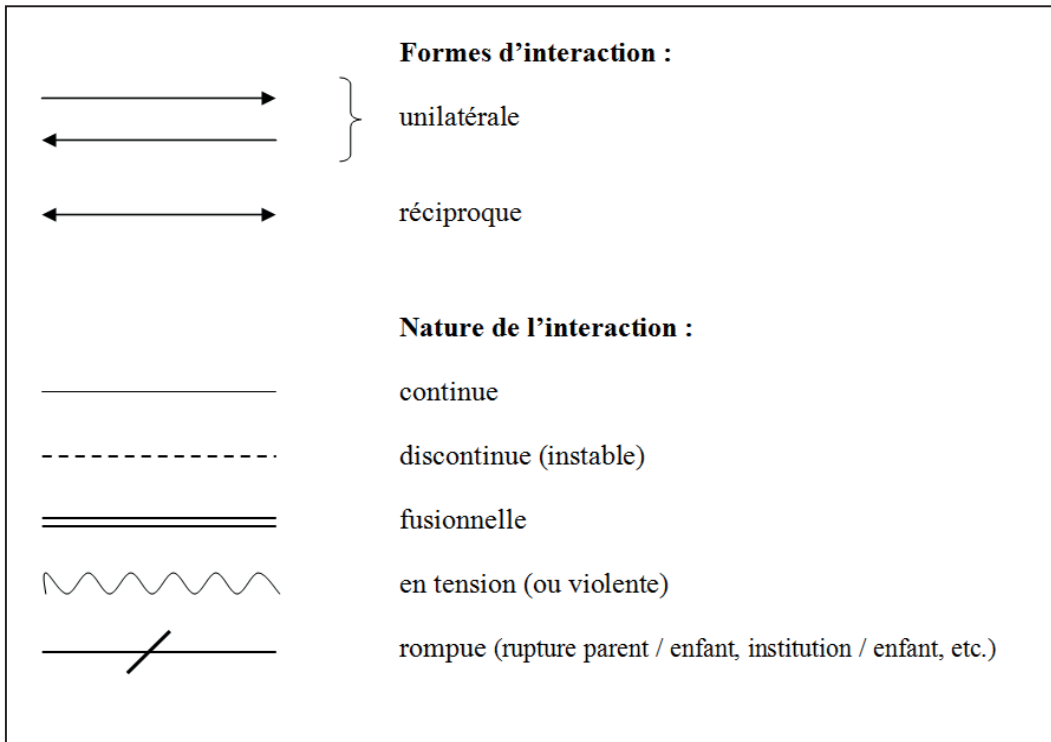 Formes d’interaction :
unilatérale
réciproque
Nature de l’interaction :
continue
discontinue (instable)
fusionnelle
en tension (ou violente)
rompue (rupture parent / enfant, institution / enfant, etc.)